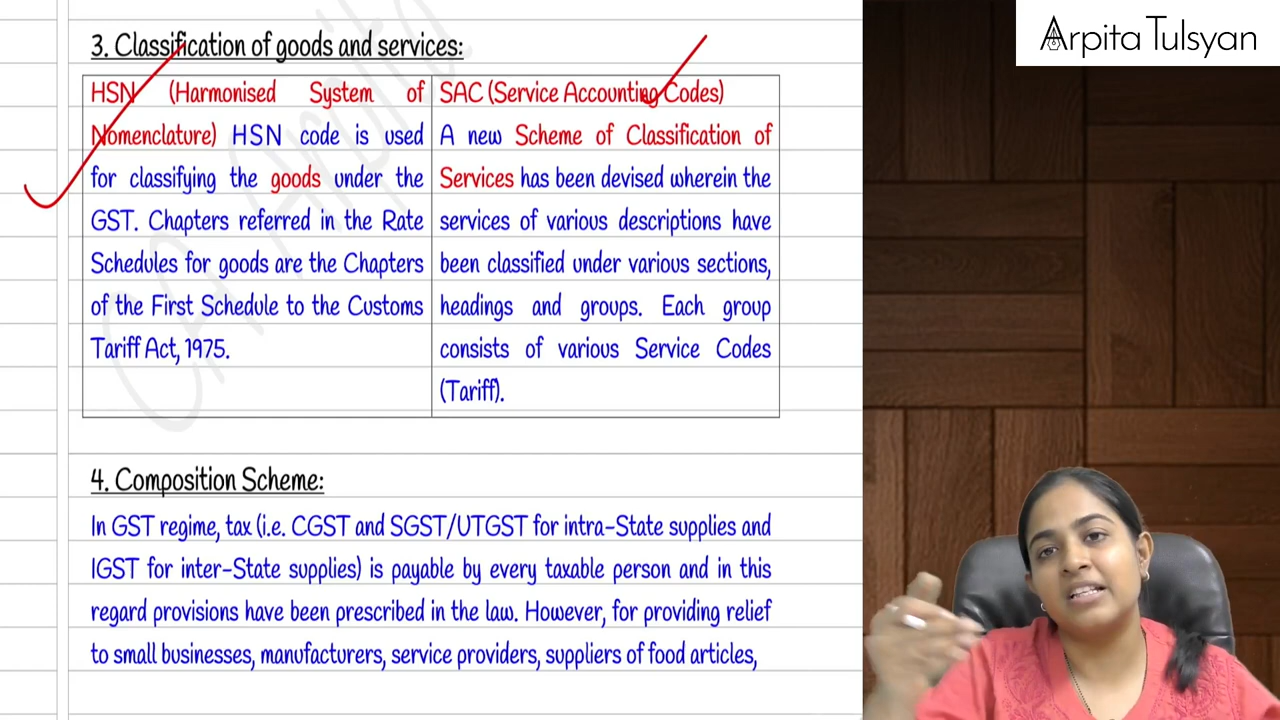 Arpita Tulsyan
3. Classification of goods and services:
HSN (Harmonised System of
Nomenclature) HSN code is used
for classifying the goods under the
GST. Chapters referred in the Rate
Schedules for goods are the Chapters
of the First Schedule to the Customs
Tariff Act, 1975.
SAC (Service Accounting Codes)
A new Scheme of Classification of
Services has been devised wherein the
services of various descriptions have
been classified under various sections,
headings and groups. Each group
consists of various Service Codes
(Tariff).
4. Composition Scheme:
In GST regime, tax (i.e. CGST and SGST/UTGST for intra-State supplies and
IGST for inter-State supplies) is payable by every taxable person and in this
regard provisions have been prescribed in the law. However, for providing relief
to small businesses, manufacturers, service providers, suppliers of food articles,